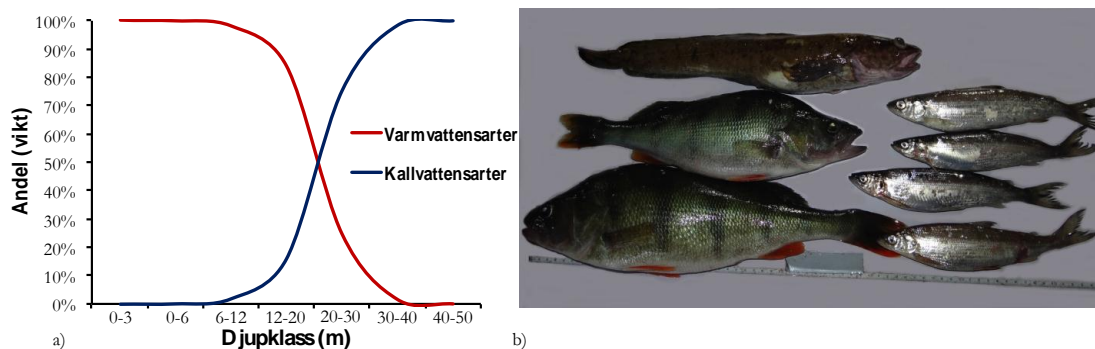 100%
90%
80%
70%
60%
50%
40%
30%
20%
10%
0%
Andel (vikt)
Varmvattensarter
Kallvattensarter
0-3 0-6 6-12 12-20 20-30 30-40 40-50
Djupklass (m)
a)
b)